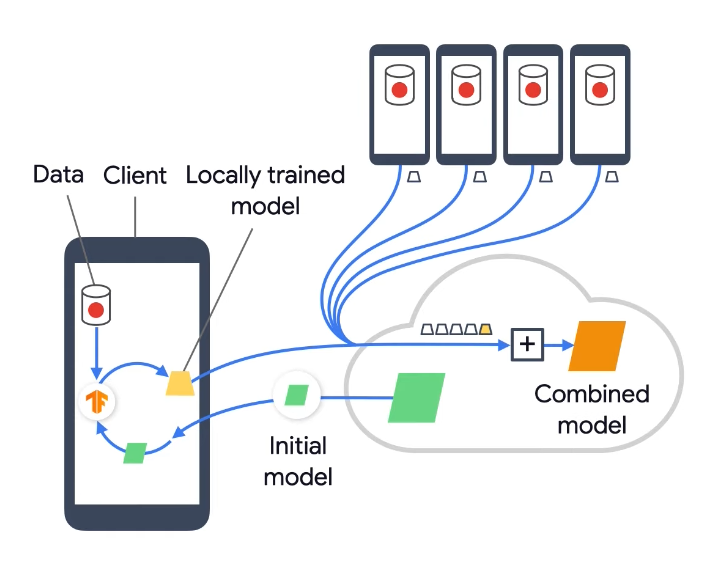 Data
Client
Locally trained
model
Initial
model
Combined
model